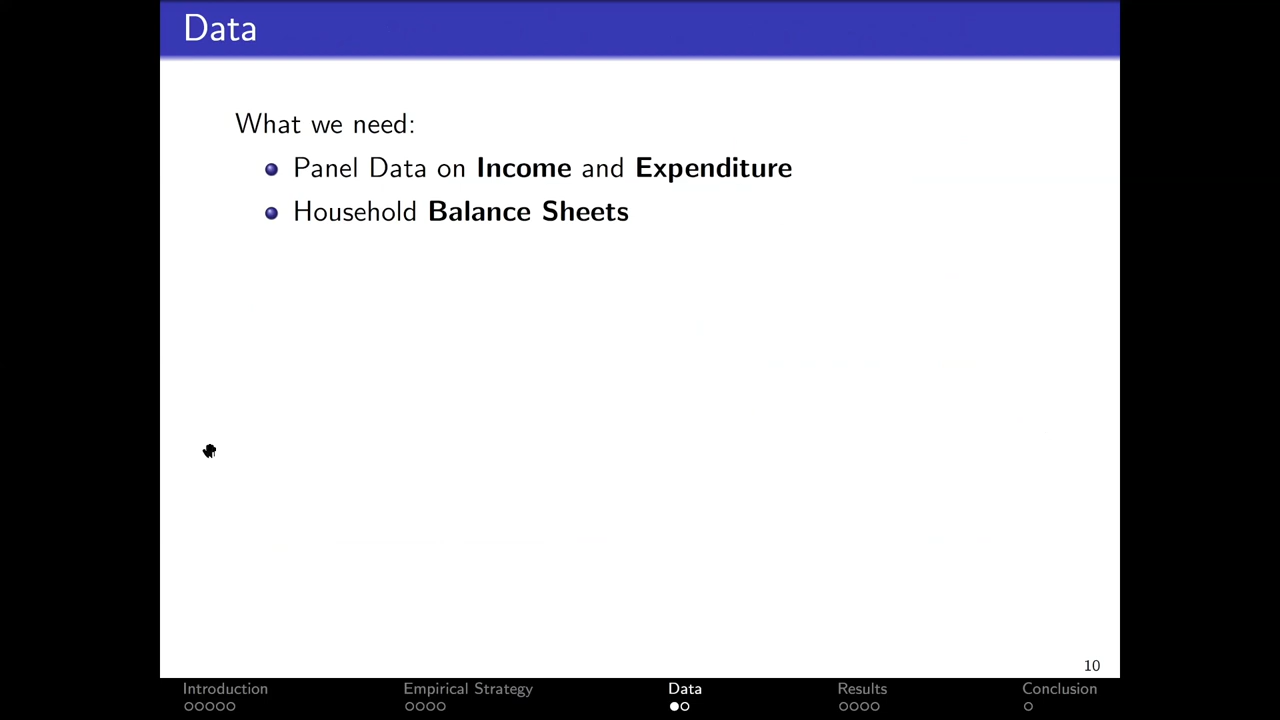 Data
What we need:
Panel Data on Income and Expenditure
Household Balance Sheets
10
Introduction Empirical Strategy Data Results Conclusion